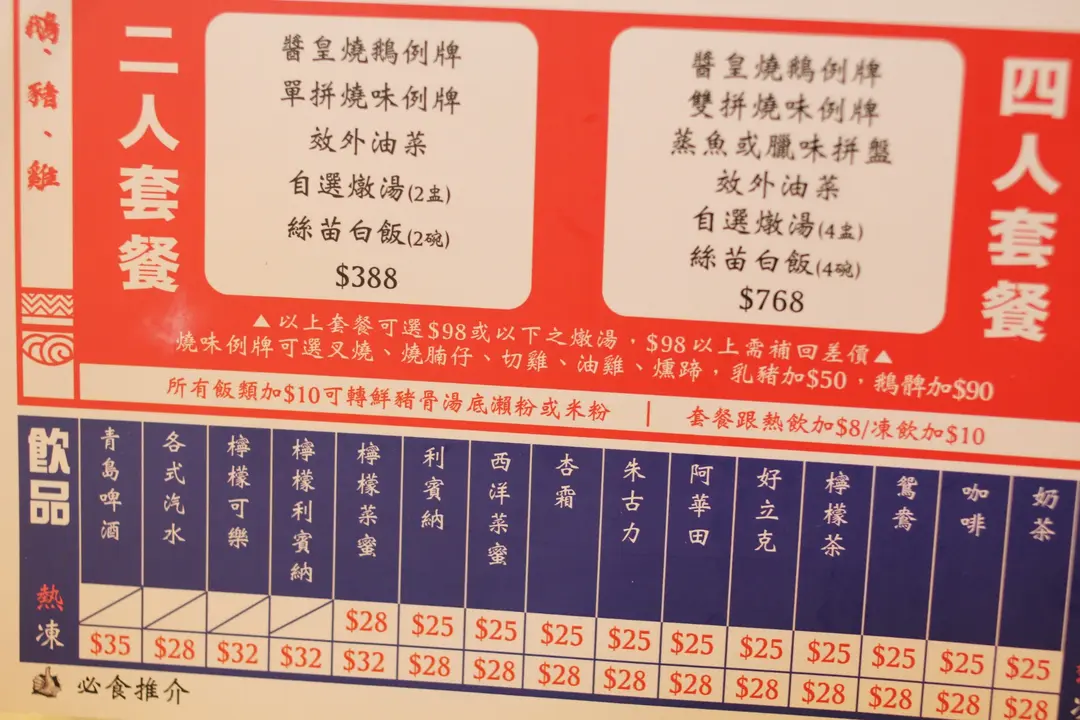 鵝、豬、雞
二人套餐
醬皇燒鵝例牌
單拼燒味例牌
效外油菜
自選燉湯(2盅)
絲苗白飯(2碗)
$388
四人套餐
醬皇燒鵝例牌
雙拼燒味例牌
蒸魚或臘味拼盤
效外油菜
自選燉湯(4盅)
絲苗白飯(4碗)
$768
▲以上套餐可選$98或以下之燉湯，$98以上需補回差價▲
燒味例牌可選叉燒、燒腩仔、切雞、油雞、燻蹄，乳豬加$50，鵝髀加$90
所有飯類加$10可轉鮮豬骨湯底瀨粉或米粉 | 套餐跟熱飲加$8/凍飲加$10
飲品
青島啤酒
各式汽水
檸檬可樂
檸檬利賓納
檸檬菜蜜
利賓納
西洋菜蜜
杏霜
朱古力
阿華田
好立克
檸檬茶
鴛鴦
咖啡
奶茶
熱 $28 $25 $25 $25 $25 $25 $25 $25 $25 $25 $25
凍 $35 $28 $32 $32 $32 $28 $28 $28 $28 $28 $28 $28 $28 $28 $28
必食推介